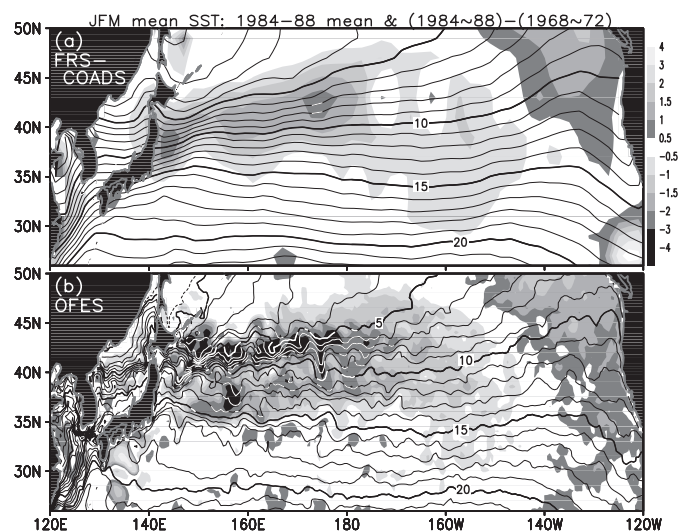 JFM mean SST: 1984-88 mean & (1984~88)-(1968~72)
50N
(a)
FRS-
COADS
45N
40N
35N
30N
10
15
20
4
3
2
1.5
1
0.5
-0.5
-1
-1.5
-2
-3
-4
50N
(b)
OFES
45N
40N
35N
30N
5
10
15
20
120E 140E 160E 180 160W 140W 120W